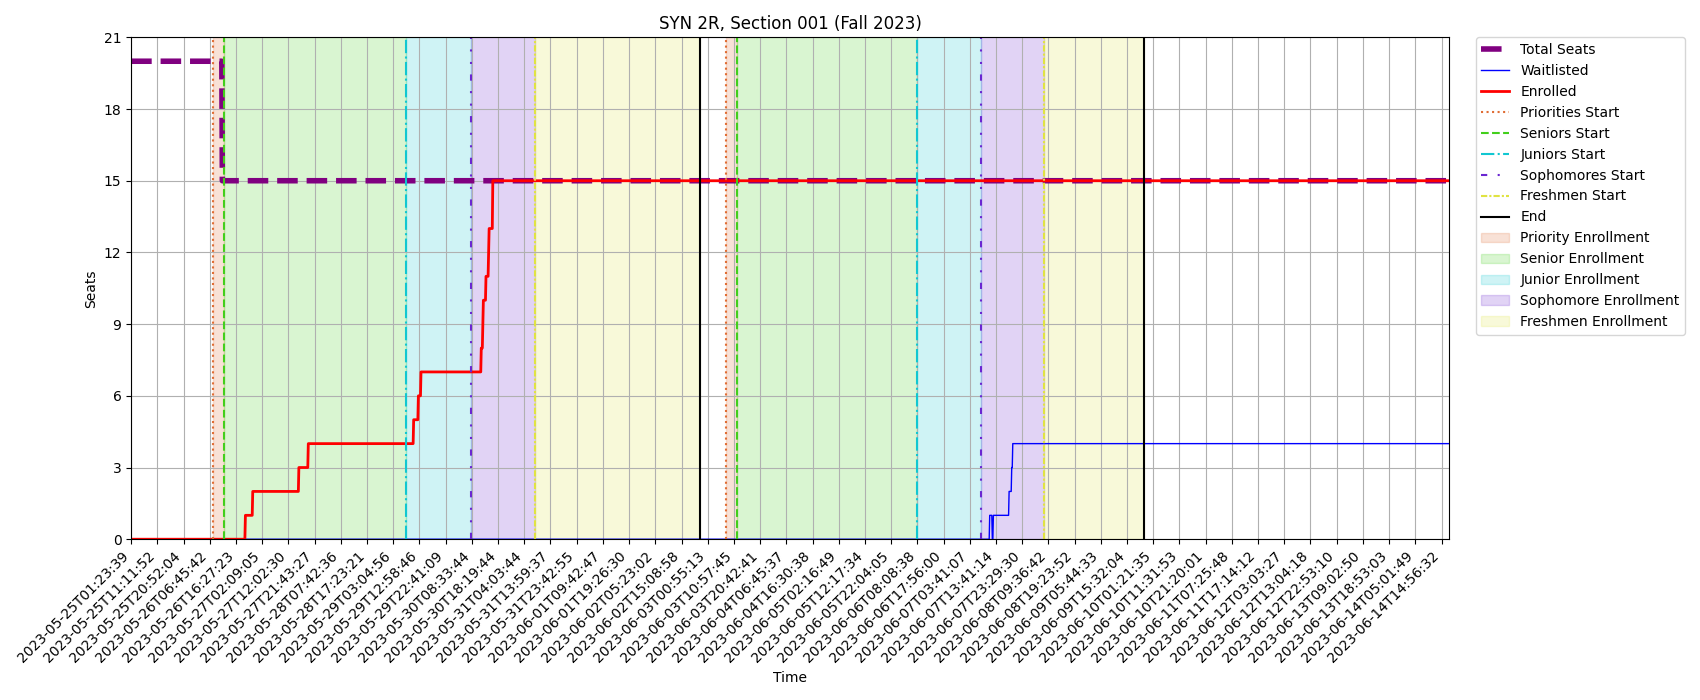 SYN 2R, Section 001 (Fall 2023)
21
18
15
12
9
6
3
0
Seats
2023-05-25T01:23:39
2023-05-25T11:11:52
2023-05-25T20:52:04
2023-05-26T06:45:42
2023-05-26T16:27:23
2023-05-27T02:09:05
2023-05-27T12:02:30
2023-05-27T21:43:27
2023-05-28T07:42:36
2023-05-28T17:23:21
2023-05-29T03:04:56
2023-05-29T12:58:46
2023-05-29T22:41:09
2023-05-30T08:33:44
2023-05-30T18:19:44
2023-05-31T04:03:44
2023-05-31T13:59:37
2023-05-31T23:42:55
2023-06-01T09:42:47
2023-06-01T19:26:30
2023-06-02T05:23:02
2023-06-02T15:08:58
2023-06-03T00:55:13
2023-06-03T10:57:45
2023-06-03T20:42:41
2023-06-04T06:45:37
2023-06-04T16:30:38
2023-06-05T02:16:49
2023-06-05T12:17:34
2023-06-05T22:04:05
2023-06-06T08:08:38
2023-06-06T17:56:00
2023-06-07T03:41:07
2023-06-07T13:41:14
2023-06-07T23:29:30
2023-06-08T09:36:42
2023-06-08T19:23:52
2023-06-09T05:44:33
2023-06-09T15:32:04
2023-06-10T01:21:35
2023-06-10T11:31:53
2023-06-10T21:20:01
2023-06-11T07:25:48
2023-06-11T17:14:12
2023-06-12T03:03:27
2023-06-12T13:04:18
2023-06-12T22:53:10
2023-06-13T09:02:50
2023-06-13T18:53:03
2023-06-14T05:01:49
2023-06-14T14:56:32
Time
Total Seats
Waitlisted
Enrolled
Priorities Start
Seniors Start
Juniors Start
Sophomores Start
Freshmen Start
End
Priority Enrollment
Senior Enrollment
Junior Enrollment
Sophomore Enrollment
Freshmen Enrollment